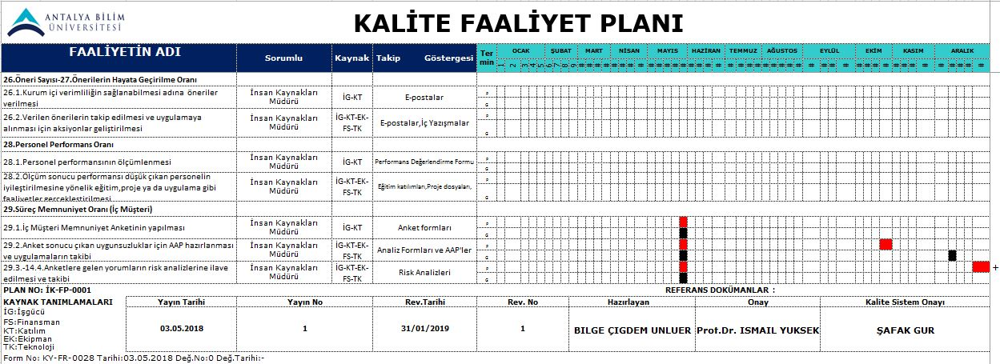 ANTALYA BİLİM
ÜNİVERSİTESİ
KALİTE FAALİYET PLANI
FAALİYETİN ADI
Sorumlu
Kaynak
Takip Göstergesi
Ter
min
OCAK ŞUBAT MART NİSAN MAYIS HAZİRAN TEMMUZ AĞUSTOS EYLÜL EKİM KASIM ARALIK
1 2 3 4 5 6 7 8 9 ## ## ## ## ## ## ## ## ## ## ## ## ## ## ## ## ## ## ## ## ## ## ## ## ## ## ## ## ## ## ## ## ##
26.Öneri Sayısı-27.Önerilerin Hayata Geçirilme Oranı
26.1.Kurum içi verimliliğin sağlanabilmesi adına öneriler
verilmesi
İnsan Kaynakları
Müdürü
İG-KT
E-postalar
P
G
26.2.Verilen önerilerin takip edilmesi ve uygulamaya
alınması için aksiyonlar geliştirilmesi
İnsan Kaynakları
Müdürü
İG-KT-EK-
FS-TK
E-postalar,İç Yazışmalar
P
G
28.Personel Performans Oranı
28.1.Personel performansının ölçümlenmesi
İnsan Kaynakları
Müdürü
İG-KT
Performans Değerlendirme Formu
P
G
28.2.Ölçüm sonucu performansı düşük çıkan personelin
iyileştirilmesine yönelik eğitim,proje ya da uygulama gibi
faaliyetler gerçekleştirilmesi
İnsan Kaynakları
Müdürü
İG-KT-EK-
FS-TK
Eğitim katılımları,Proje dosyaları,
P
G
29.Süreç Memnuniyet Oranı (İç Müşteri)
29.1.İç Müşteri Memnuniyet Anketinin yapılması
İnsan Kaynakları
Müdürü
İG-KT
Anket formları
P
G
29.2.Anket sonucu çıkan uygunsuzluklar için AAP hazırlanması
ve uygulamaların takibi
İnsan Kaynakları
Müdürü
İG-KT-EK-
FS-TK
Analiz Formları ve AAP'ler
P
G
29.3.-14.4.Anketlere gelen yorumların risk analizlerine ilave
edilmesi ve takibi
İnsan Kaynakları
Müdürü
İG-KT-EK-
FS-TK
Risk Analizleri
P
G
PLAN NO: İK-FP-0001
REFERANS DOKÜMANLAR :
KAYNAK TANIMLAMALARI
İG:İşgücü
FS:Finansman
KT:Katılım
EK:Ekipman
TK:Teknoloji
Yayın Tarihi
Yayın No
Rev.Tarihi
Rev. No
Hazırlayan
Onay
Kalite Sistem Onayı
03.05.2018
1
31/01/2019
1
BILGE ÇIGDEM UNLUER
Prof.Dr. ISMAIL YUKSEK
ŞAFAK GUR
Form No: KY-FR-0028 Tarihi:03.05.2018 Değ.No:0 Değ.Tarihi:-